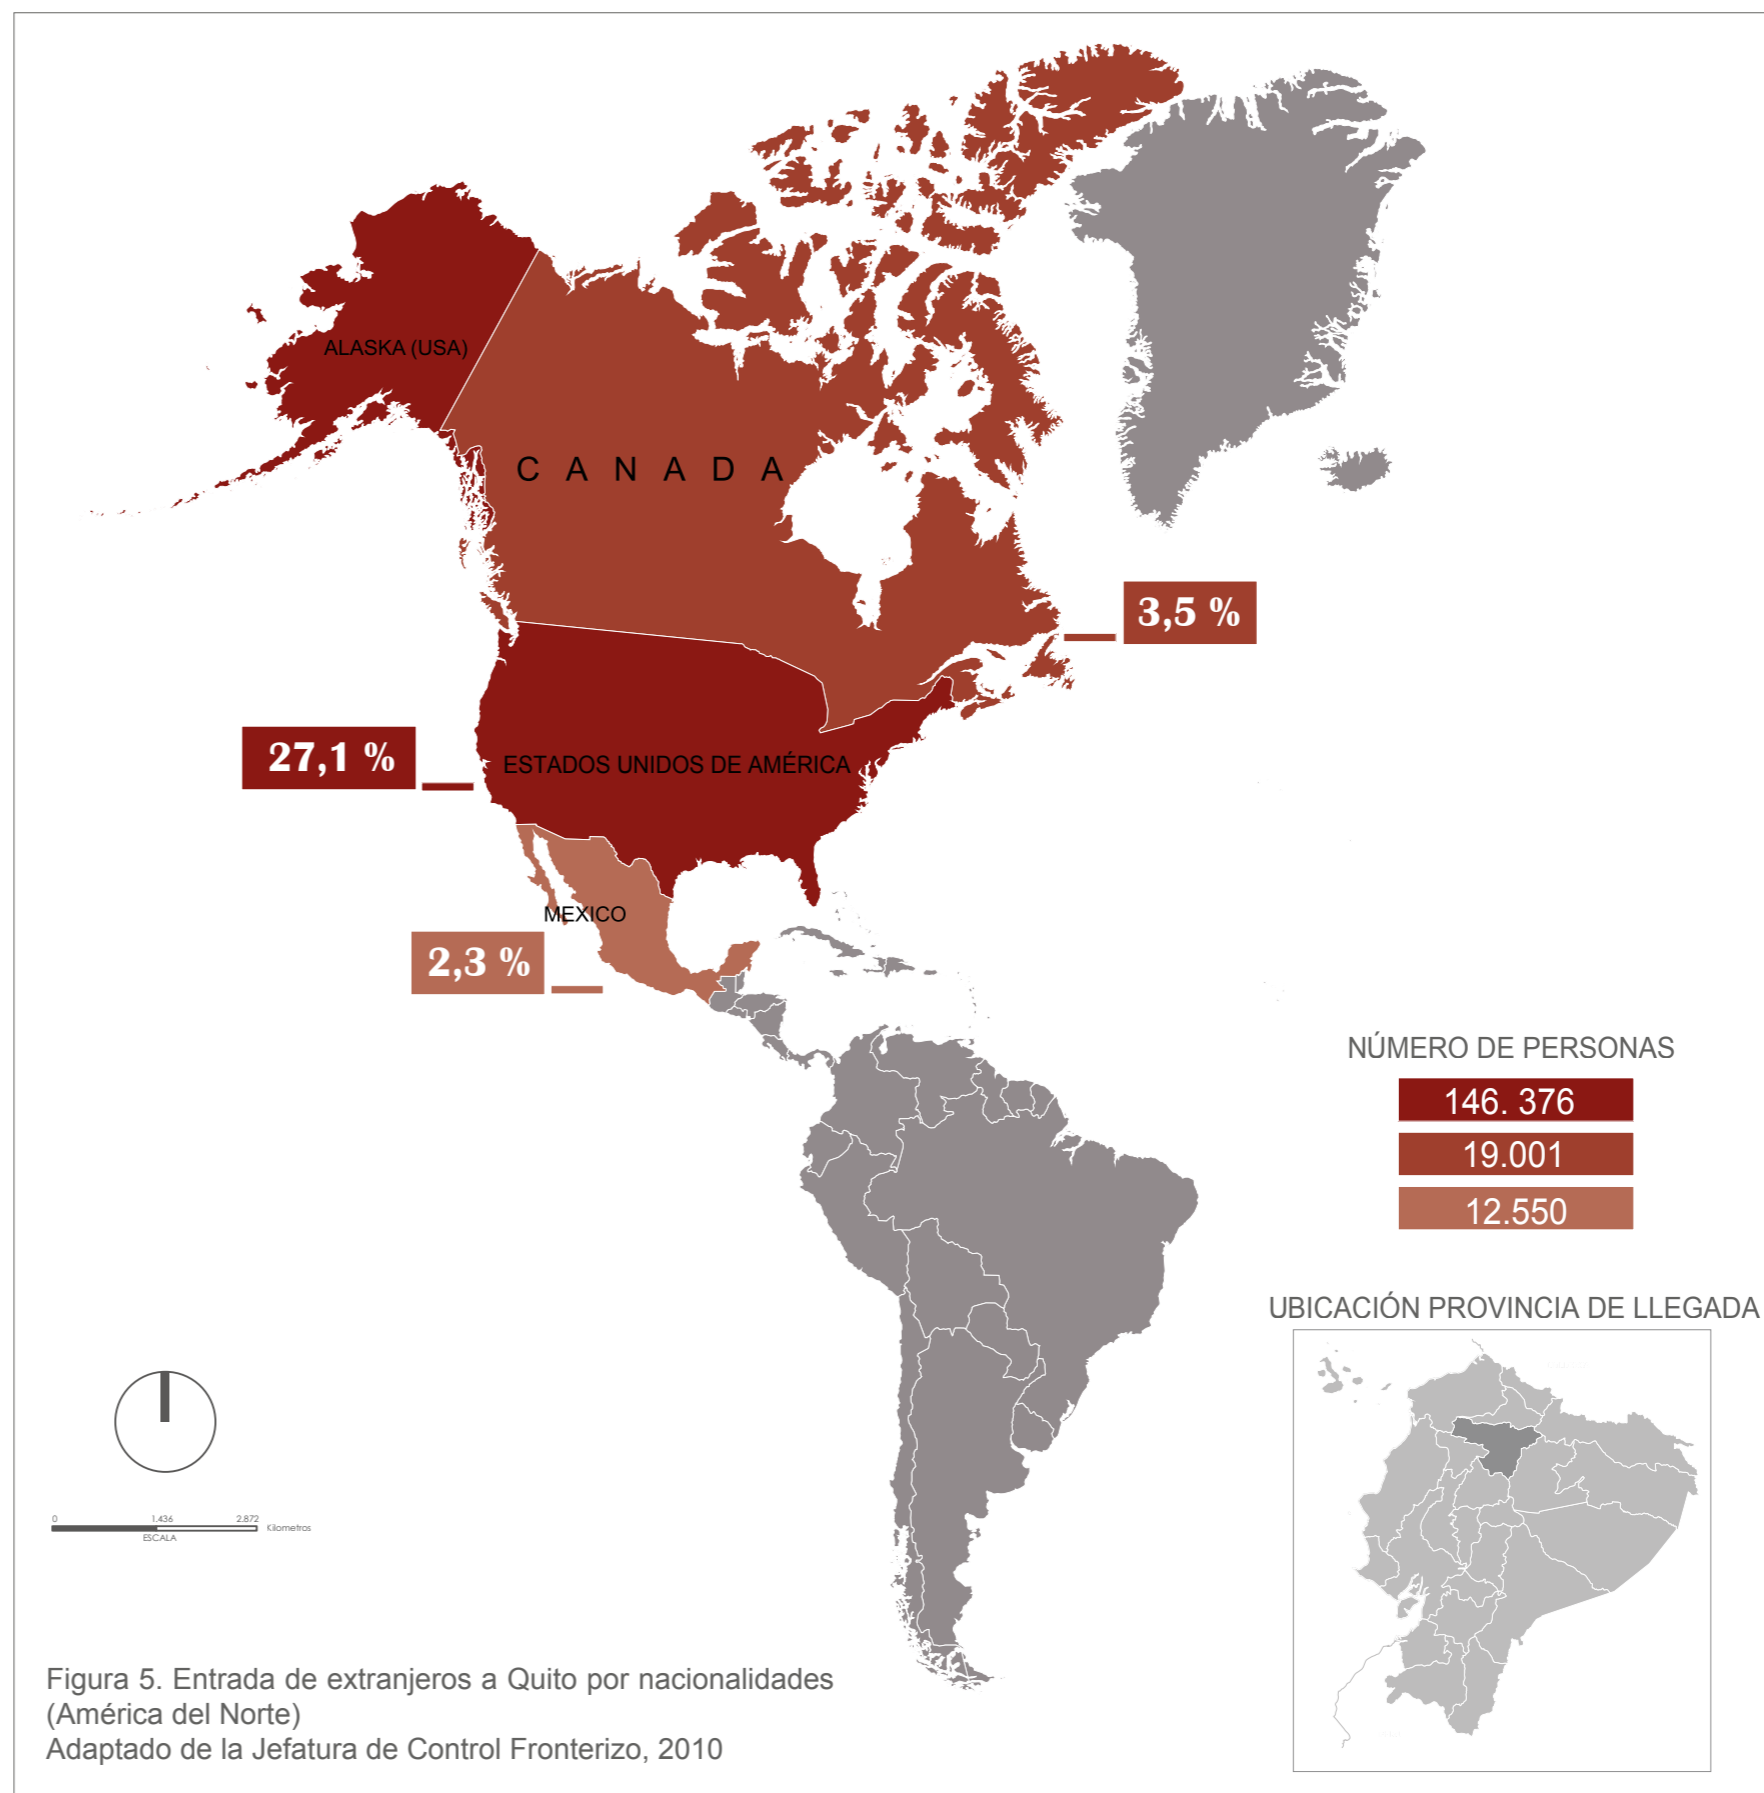 ALASKA (USA)
C A N A D A
3,5 %
27,1 %
ESTADOS UNIDOS DE AMÉRICA
MEXICO
2,3 %
NÚMERO DE PERSONAS
146. 376
19.001
12.550
UBICACIÓN PROVINCIA DE LLEGADA
0 1.436 2.872 Kilometros
ESCALA
Figura 5. Entrada de extranjeros a Quito por nacionalidades
(América del Norte)
Adaptado de la Jefatura de Control Fronterizo, 2010